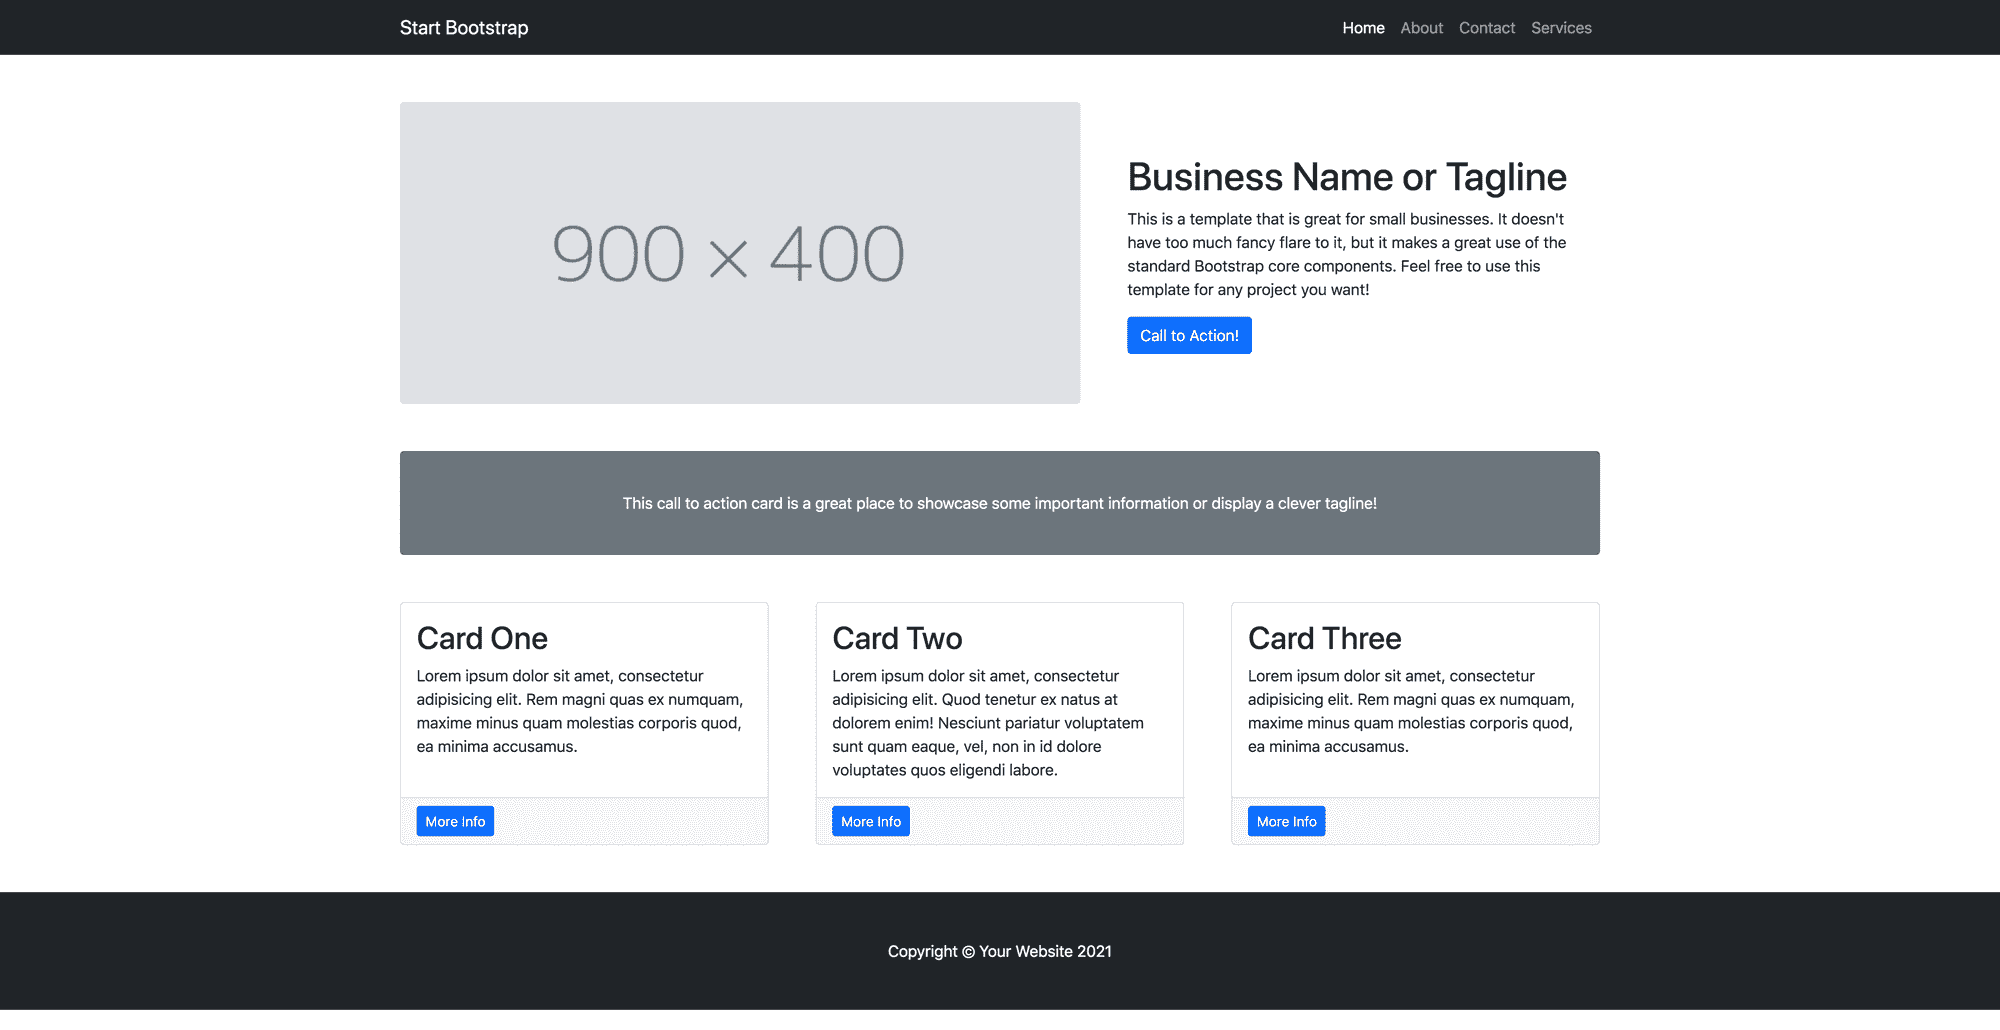 Start Bootstrap
Home About Contact Services
900 × 400
Business Name or Tagline
This is a template that is great for small businesses. It doesn't
have too much fancy flare to it, but it makes a great use of the
standard Bootstrap core components. Feel free to use this
template for any project you want!
Call to Action!
This call to action card is a great place to showcase some important information or display a clever tagline!
Card One
Lorem ipsum dolor sit amet, consectetur
adipisicing elit. Rem magni quas ex numquam,
maxime minus quam molestias corporis quod,
ea minima accusamus.
More Info
Card Two
Lorem ipsum dolor sit amet, consectetur
adipisicing elit. Quod tenetur ex natus at
dolorem enim! Nesciunt pariatur voluptatem
sunt quam eaque, vel, non in id dolore
voluptates quos eligendi labore.
More Info
Card Three
Lorem ipsum dolor sit amet, consectetur
adipisicing elit. Rem magni quas ex numquam,
maxime minus quam molestias corporis quod,
ea minima accusamus.
More Info
Copyright © Your Website 2021